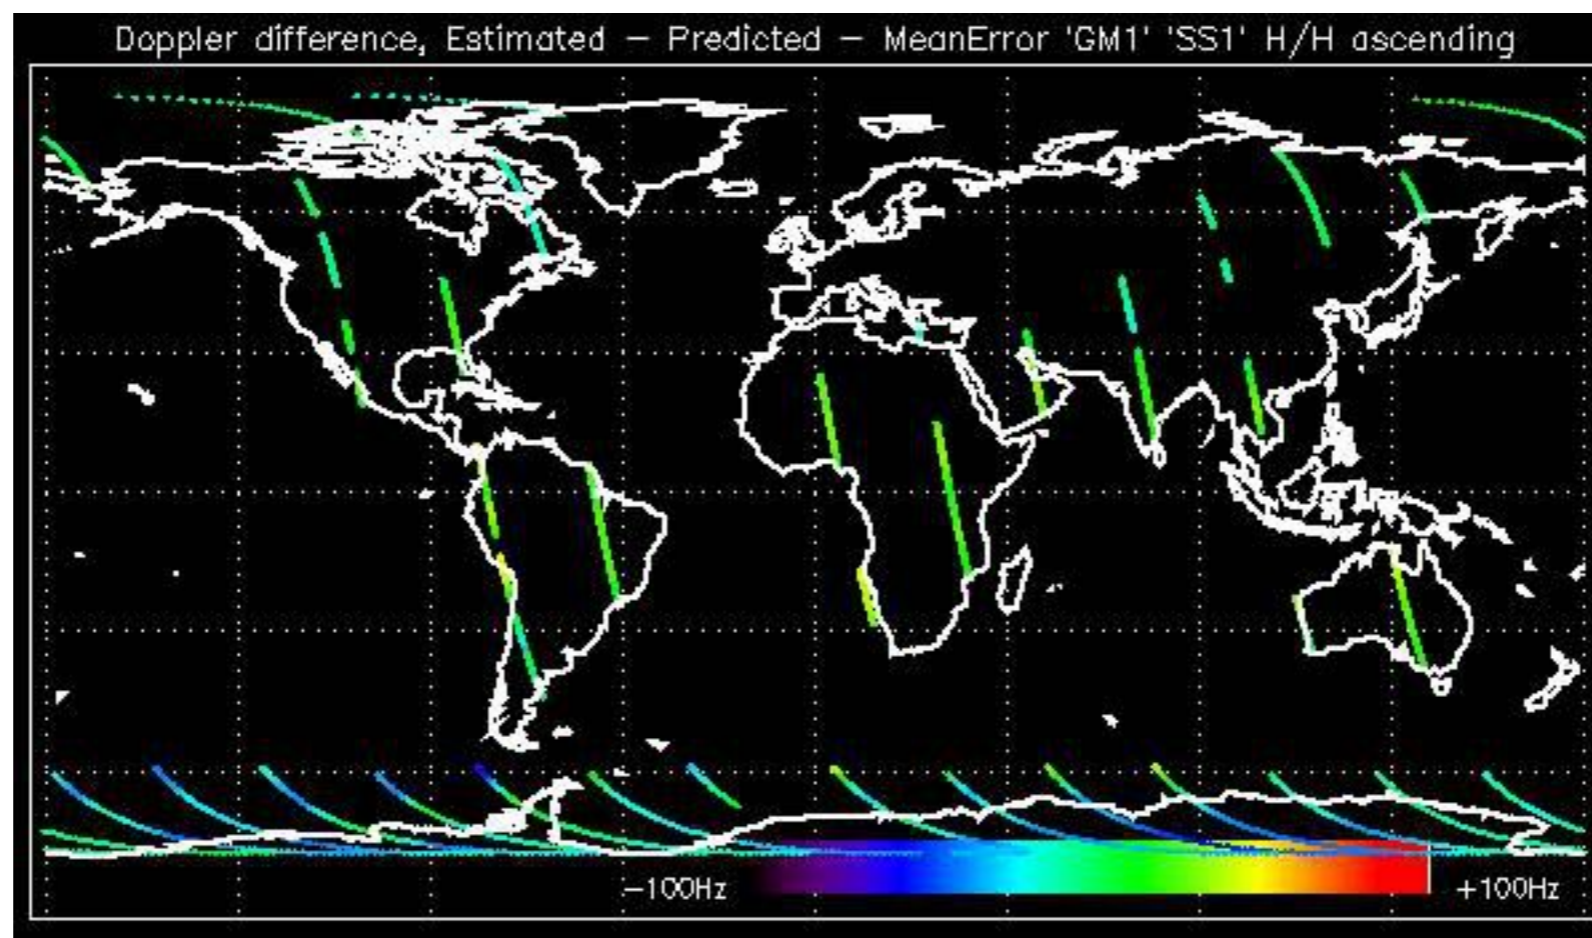 Doppler difference, Estimated – Predicted – MeanError 'GM1' 'SS1' H/H ascending
–100Hz +100Hz